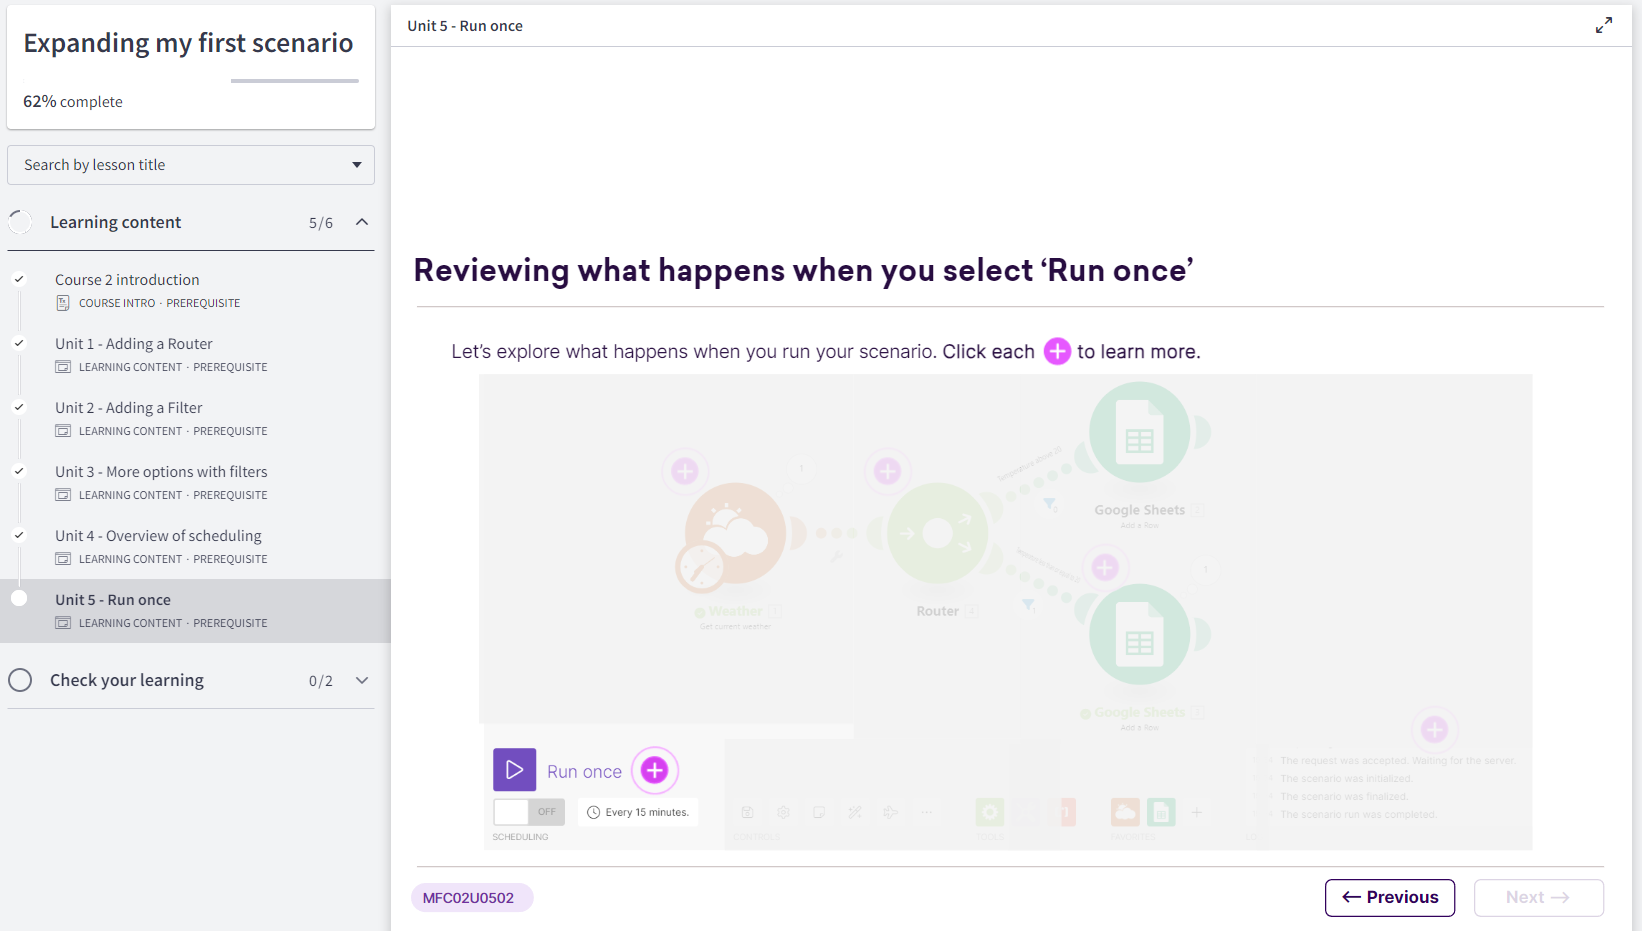 Expanding my first scenario
62% complete
Search by lesson title
Learning content 5/6
Course 2 introduction
COURSE INTRO · PREREQUISITE
Unit 1 - Adding a Router
LEARNING CONTENT · PREREQUISITE
Unit 2 - Adding a Filter
LEARNING CONTENT · PREREQUISITE
Unit 3 - More options with filters
LEARNING CONTENT · PREREQUISITE
Unit 4 - Overview of scheduling
LEARNING CONTENT · PREREQUISITE
Unit 5 - Run once
LEARNING CONTENT · PREREQUISITE
Check your learning 0/2
Unit 5 - Run once
Reviewing what happens when you select ‘Run once’
Let’s explore what happens when you run your scenario. Click each to learn more.
Google Sheets
Add a Row
Weather
Get current weather
Router
Google Sheets
Add a Row
Run once
OFF
Every 15 minutes.
SCHEDULING
CONTROLS
TOOLS
FAVORITES
The request was accepted. Waiting for the server.
The scenario was initialized.
The scenario was finalized.
The scenario run was completed.
MFC02U0502
← Previous
Next →